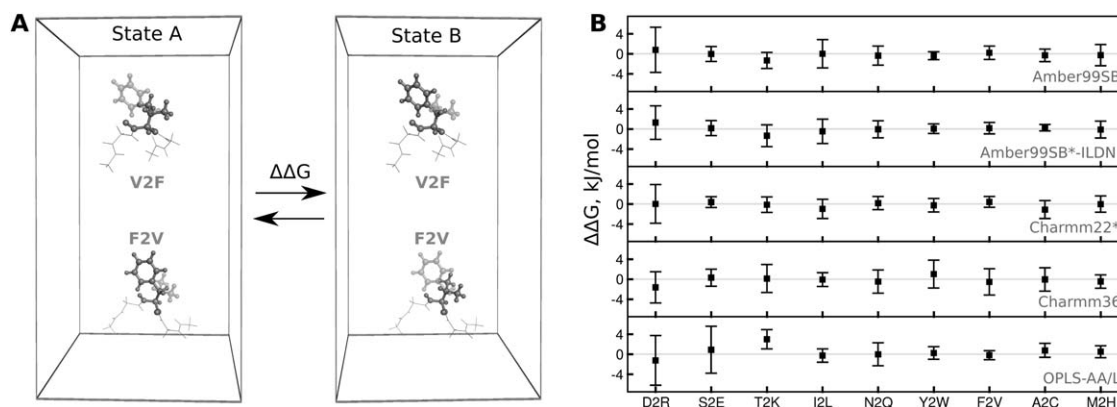 A
State A
State B
V2F
V2F
ΔΔG
F2V
F2V
B
ΔΔG, kJ/mol
4
0
-4
Amber99SB
4
0
-4
Amber99SB*-ILDN
4
0
-4
Charmm22*
4
0
-4
Charmm36
4
0
-4
OPLS-AA/L
D2R S2E T2K I2L N2Q Y2W F2V A2C M2H